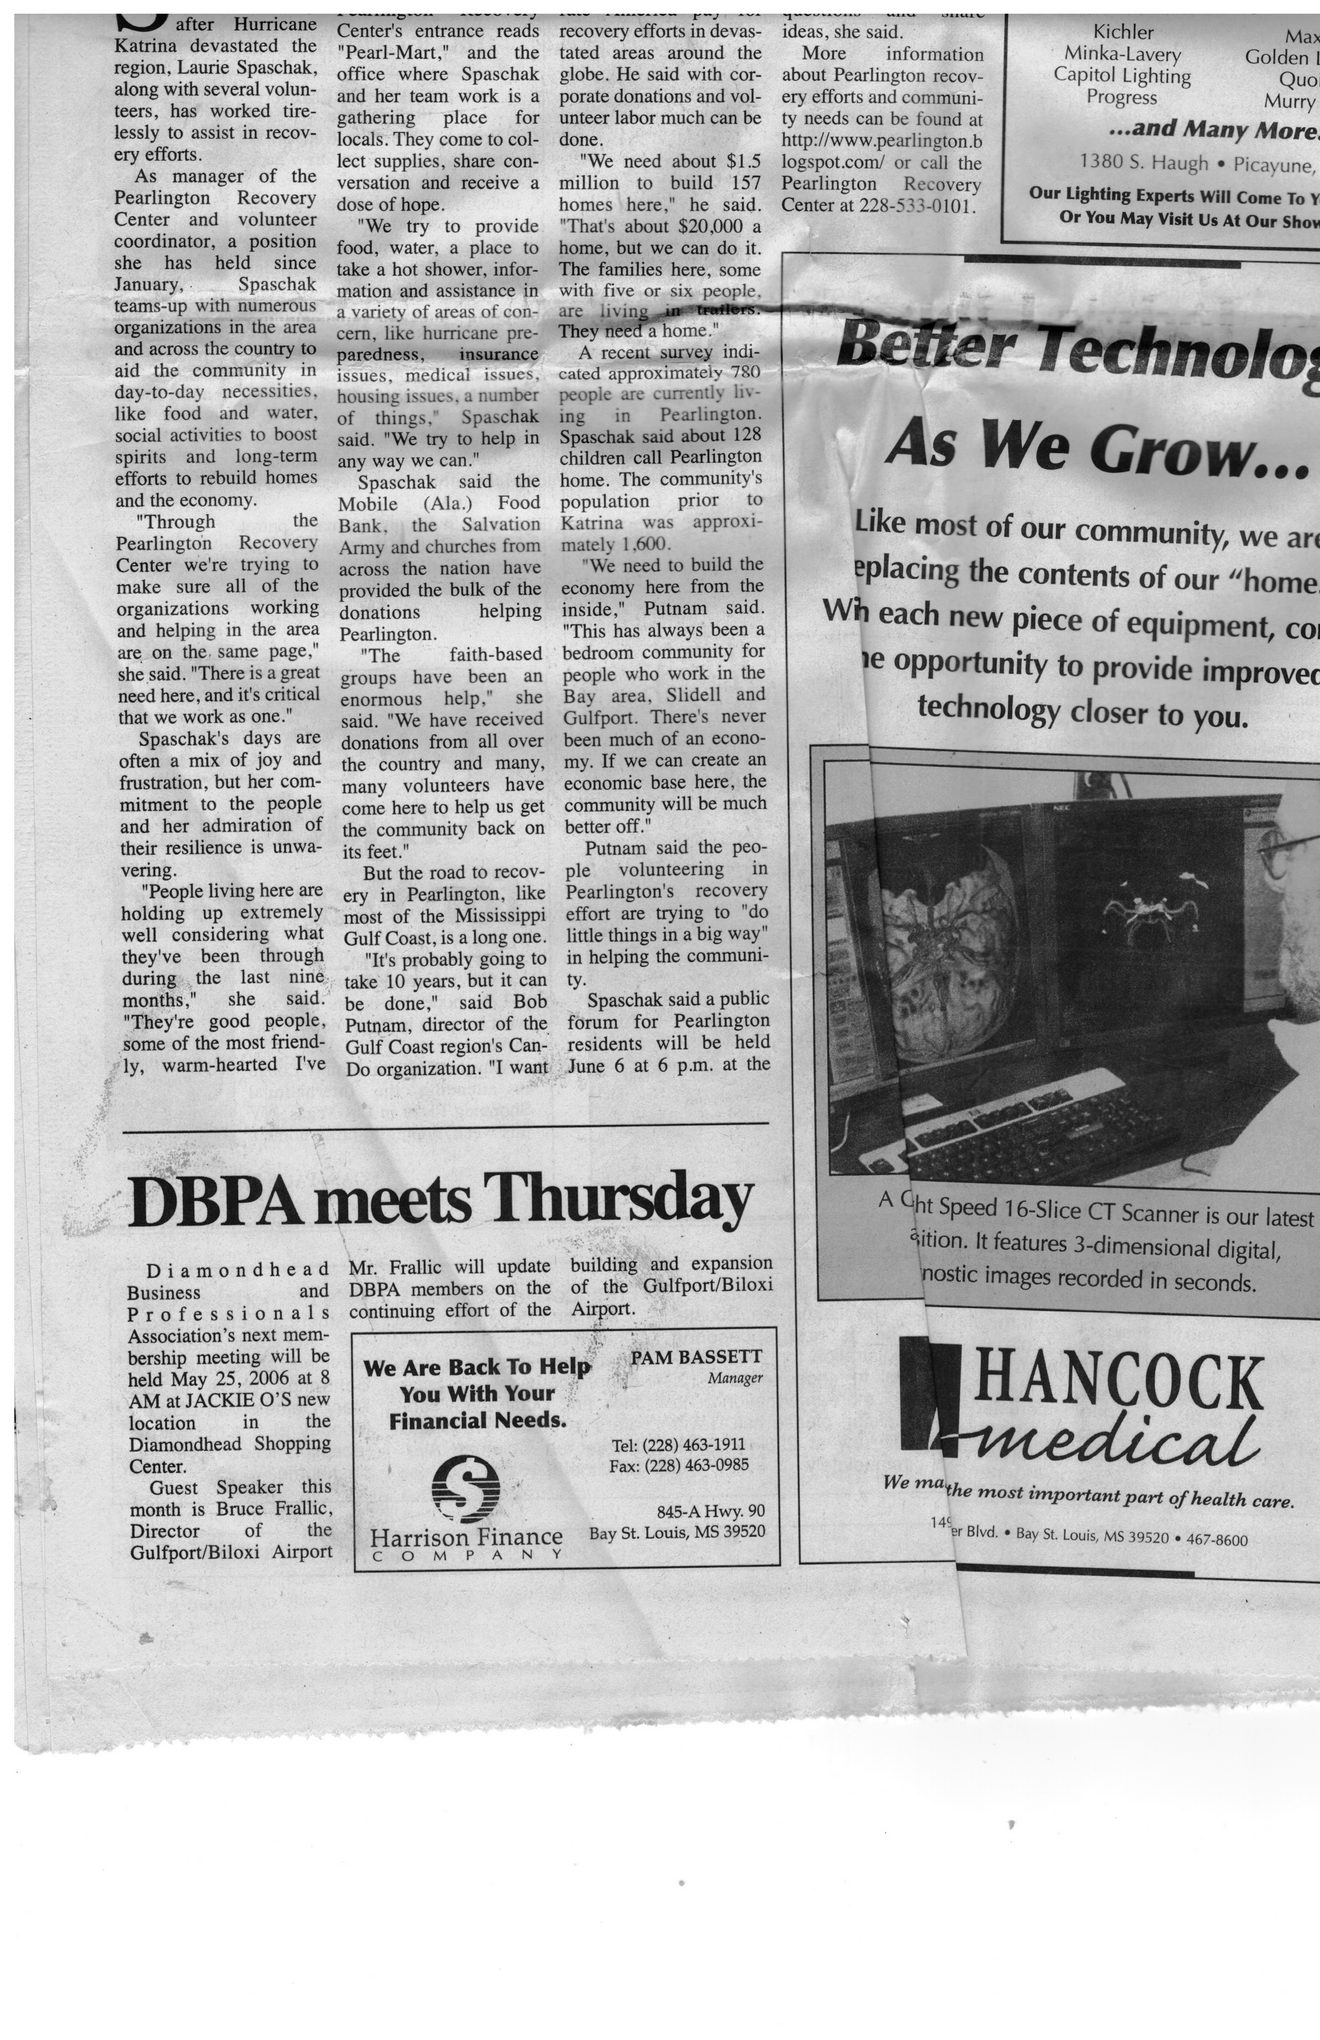 after Hurricane
Katrina devastated the
region, Laurie Spaschak,
along with several volun-
teers, has worked tire-
lessly to assist in recov-
ery efforts.
As manager of the
Pearlington Recovery
Center and volunteer
coordinator, a position
she has held since
January, Spaschak
teams-up with numerous
organizations in the area
and across the country to
aid the community in
day-to-day necessities,
like food and water,
social activities to boost
spirits and long-term
efforts to rebuild homes
and the economy.
"Through the
Pearlington Recovery
Center we're trying to
make sure all of the
organizations working
and helping in the area
are on the same page,"
she said. "There is a great
need here, and it's critical
that we work as one."
Spaschak's days are
often a mix of joy and
frustration, but her com-
mitment to the people
and her admiration of
their resilience is unwa-
vering.
"People living here are
holding up extremely
well considering what
they've been through
during the last nine
months," she said.
"They're good people,
some of the most friend-
ly, warm-hearted I've
Pearlington Recovery
Center's entrance reads
"Pearl-Mart," and the
office where Spaschak
and her team work is a
gathering place for
locals. They come to col-
lect supplies, share con-
versation and receive a
dose of hope.
"We try to provide
food, water, a place to
take a hot shower, infor-
mation and assistance in
a variety of areas of con-
cern, like hurricane pre-
paredness, insurance
issues, medical issues,
housing issues, a number
of things," Spaschak
said. "We try to help in
any way we can."
Spaschak said the
Mobile (Ala.) Food
Bank, the Salvation
Army and churches from
across the nation have
provided the bulk of the
donations helping
Pearlington.
"The faith-based
groups have been an
enormous help," she
said. "We have received
donations from all over
the country and many,
many volunteers have
come here to help us get
the community back on
its feet."
But the road to recov-
ery in Pearlington, like
most of the Mississippi
Gulf Coast, is a long one.
"It's probably going to
take 10 years, but it can
be done," said Bob
Putnam, director of the
Gulf Coast region's Can-
Do organization. "I want
America pay for
recovery efforts in devas-
tated areas around the
globe. He said with cor-
porate donations and vol-
unteer labor much can be
done.
"We need about $1.5
million to build 157
homes here," he said.
"That's about $20,000 a
home, but we can do it.
The families here, some
with five or six people,
are living in trailers.
They need a home."
A recent survey indi-
cated approximately 780
people are currently liv-
ing in Pearlington.
Spaschak said about 128
children call Pearlington
home. The community's
population prior to
Katrina was approxi-
mately 1,600.
"We need to build the
economy here from the
inside," Putnam said.
"This has always been a
bedroom community for
people who work in the
Bay area, Slidell and
Gulfport. There's never
been much of an econo-
my. If we can create an
economic base here, the
community will be much
better off."
Putnam said the peo-
ple volunteering in
Pearlington's recovery
effort are trying to "do
little things in a big way"
in helping the communi-
ty.
Spaschak said a public
forum for Pearlington
residents will be held
June 6 at 6 p.m. at the
questions and share
ideas, she said.
More information
about Pearlington recov-
ery efforts and communi-
ty needs can be found at
http://www.pearlington.b
logspot.com/ or call the
Pearlington Recovery
Center at 228-533-0101.
Kichler Max
Minka-Lavery Golden L
Capitol Lighting Quo
Progress Murry
...and Many More
1380 S. Haugh • Picayune,
Our Lighting Experts Will Come To Y
Or You May Visit Us At Our Show
Better Technolog
As We Grow...
Like most of our community, we are
eplacing the contents of our "home
Wh each new piece of equipment, co
he opportunity to provide improved
technology closer to you.
NEC
A ght Speed 16-Slice CT Scanner is our latest
sition. It features 3-dimensional digital,
nostic images recorded in seconds.
HANCOCK
medical
We ma the most important part of health care.
149 er Blvd. • Bay St. Louis, MS 39520 • 467-8600
DBPA meets Thursday
Diamondhead
Business and
Professionals
Association's next mem-
bership meeting will be
held May 25, 2006 at 8
AM at JACKIE O'S new
location in the
Diamondhead Shopping
Center.
Guest Speaker this
month is Bruce Frallic,
Director of the
Gulfport/Biloxi Airport
Mr. Frallic will update
DBPA members on the
continuing effort of the
building and expansion
of the Gulfport/Biloxi
Airport.
We Are Back To Help
You With Your
Financial Needs.
Harrison Finance
COMPANY
PAM BASSETT
Manager
Tel: (228) 463-1911
Fax: (228) 463-0985
845-A Hwy. 90
Bay St. Louis, MS 39520